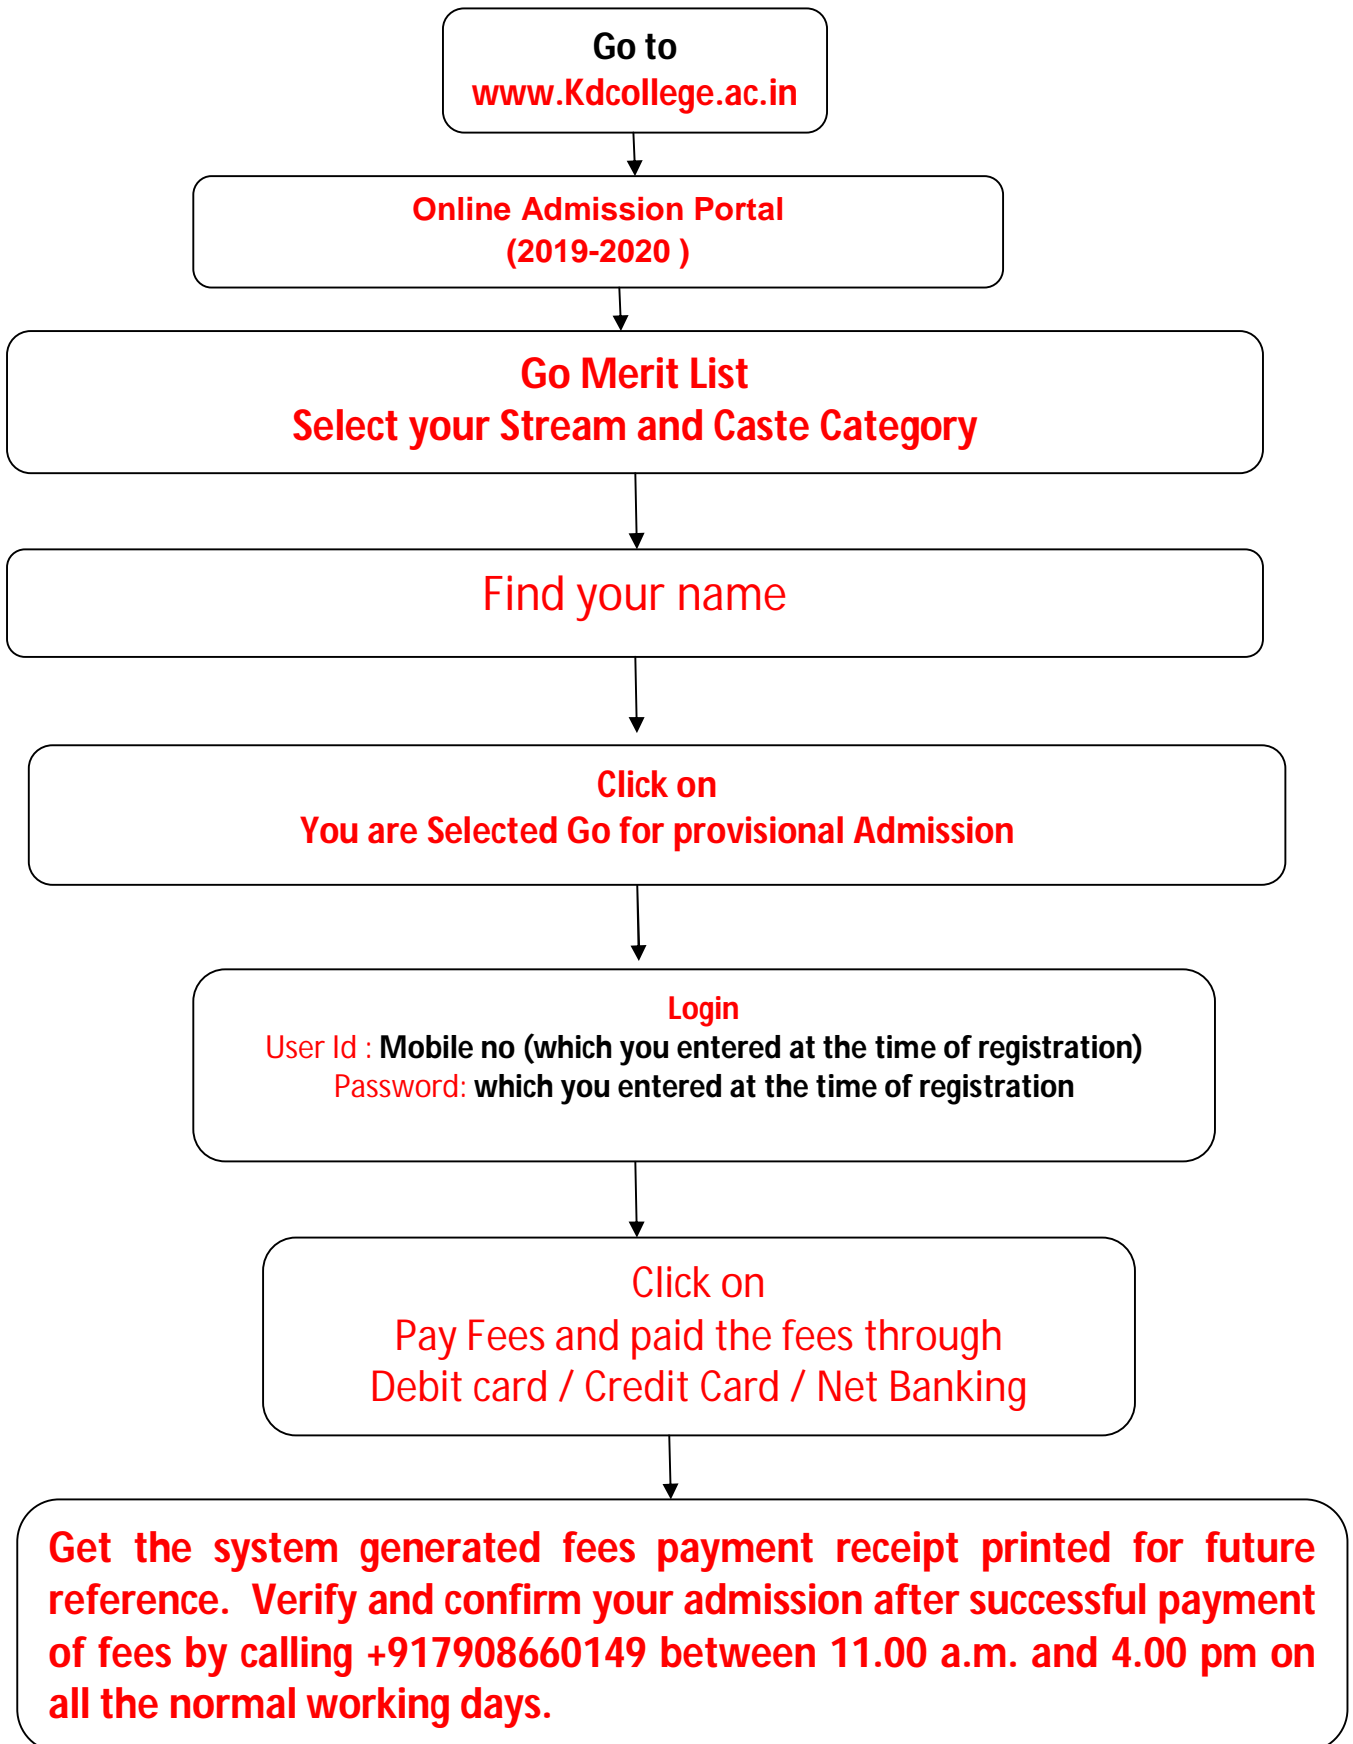 Go to
www.Kdcollege.ac.in
Online Admission Portal
(2019-2020 )
Go Merit List
Select your Stream and Caste Category
Find your name
Click on
You are Selected Go for provisional Admission
Login
User Id : Mobile no (which you entered at the time of registration)
Password: which you entered at the time of registration
Click on
Pay Fees and paid the fees through
Debit card / Credit Card / Net Banking
Get the system generated fees payment receipt printed for future
reference. Verify and confirm your admission after successful payment
of fees by calling +917908660149 between 11.00 a.m. and 4.00 pm on
all the normal working days.